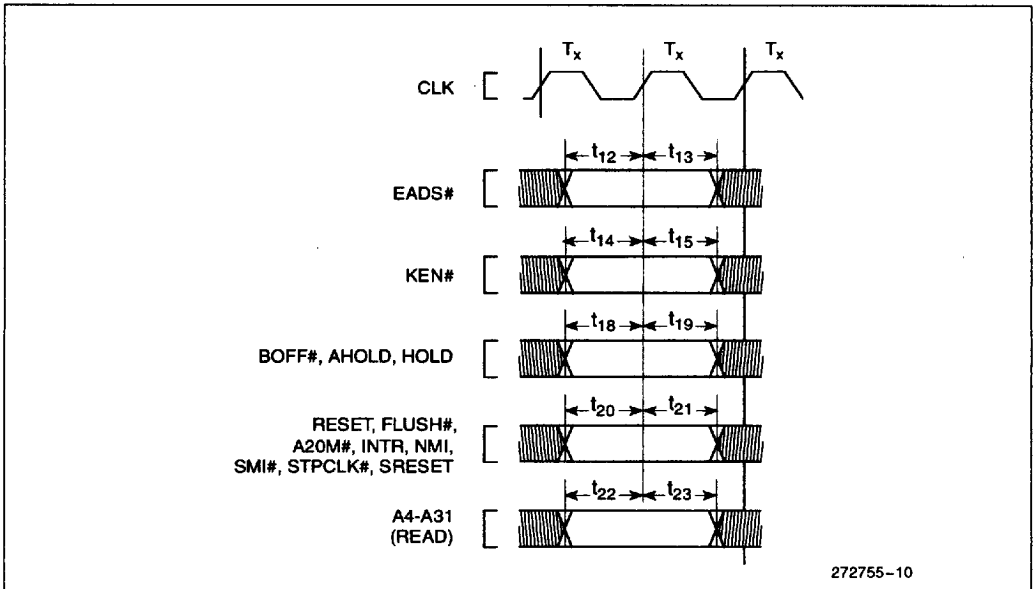 Tx Tx Tx
CLK
t12 t13
EADS#
t14 t15
KEN#
t18 t19
BOFF#, AHOLD, HOLD
t20 t21
RESET, FLUSH#,
A20M#, INTR, NMI,
SMI#, STPCLK#, SRESET
t22 t23
A4-A31
(READ)
272755-10